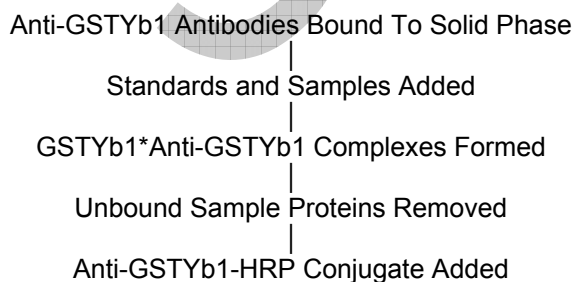 Anti-GSTYb1 Antibodies Bound To Solid Phase
Standards and Samples Added
GSTYb1*Anti-GSTYb1 Complexes Formed
Unbound Sample Proteins Removed
Anti-GSTYb1-HRP Conjugate Added